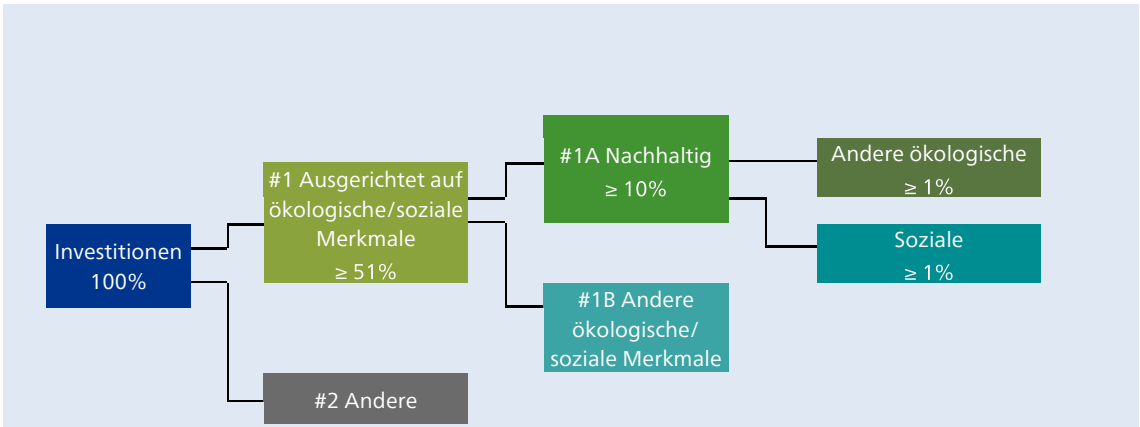 Investitionen
100%
#1 Ausgerichtet auf
ökologische/soziale
Merkmale
≥ 51%
#2 Andere
#1A Nachhaltig
≥ 10%
#1B Andere
ökologische/
soziale Merkmale
Andere ökologische
≥ 1%
Soziale
≥ 1%